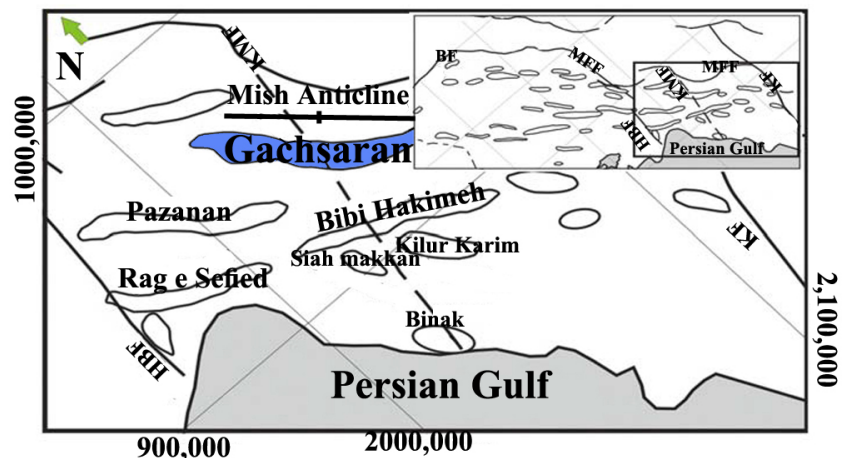 N
KMF
Mish Anticline
Gachsaran
BF
MFF
MFF
KMF
KF
HBF
Persian Gulf
1000,000
Pazanan
Bibi Hakimeh
KF
Siah makkan
Kilur Karim
Rag e Sefied
Binak
HBF
Persian Gulf
2,100,000
900,000
2000,000